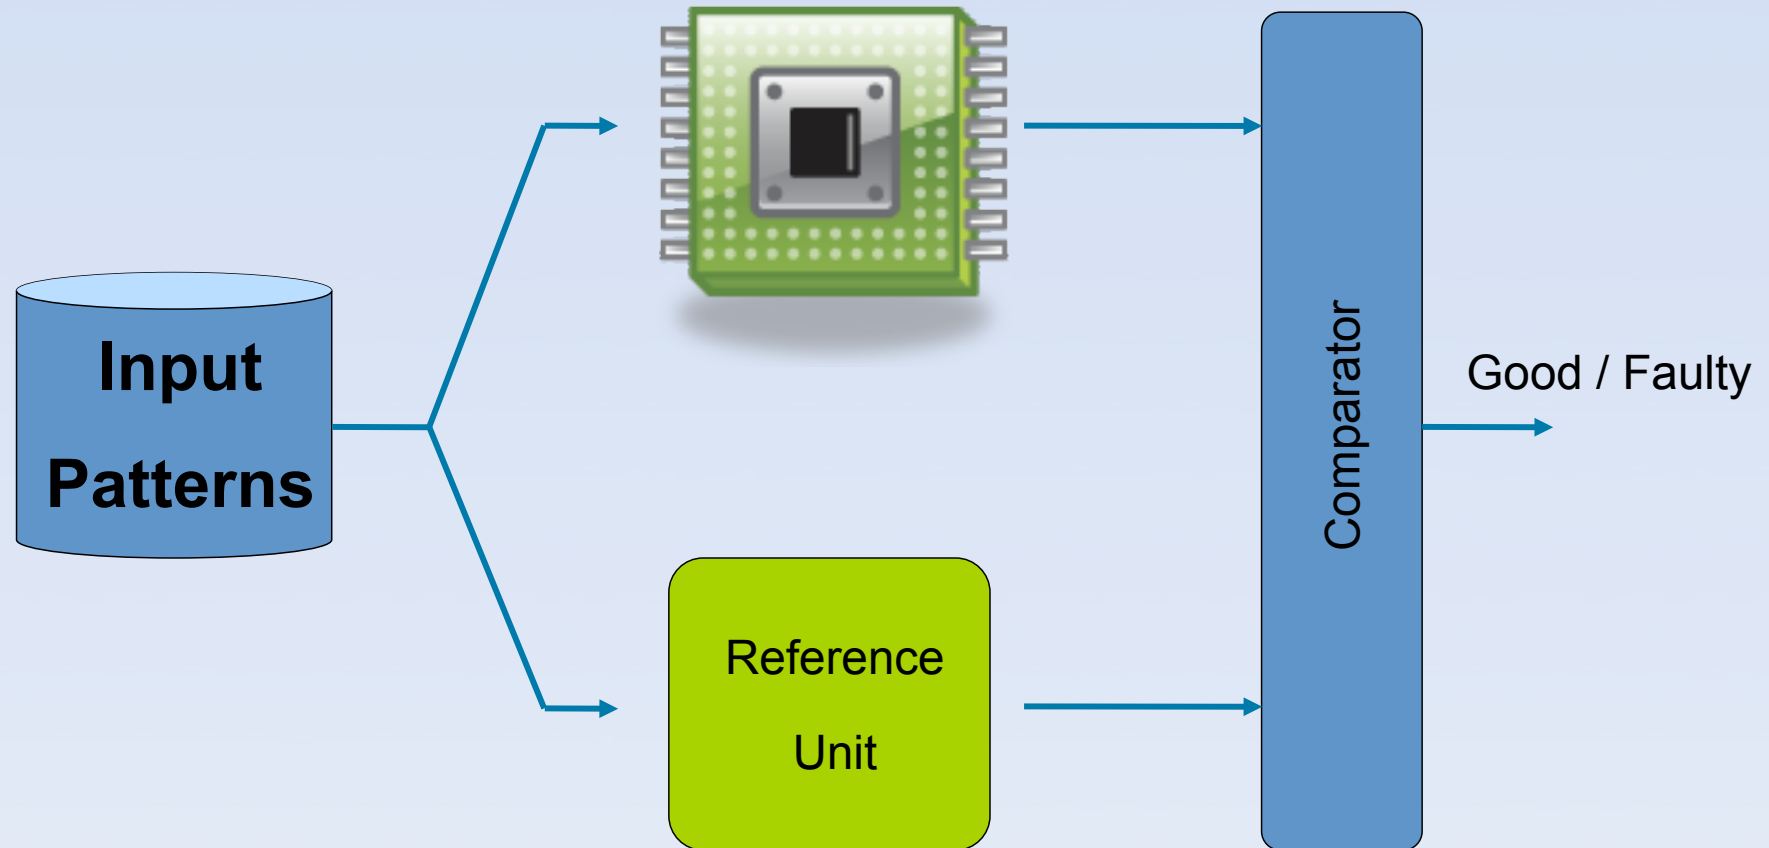 Input
Patterns
Reference
Unit
Comparator
Good / Faulty